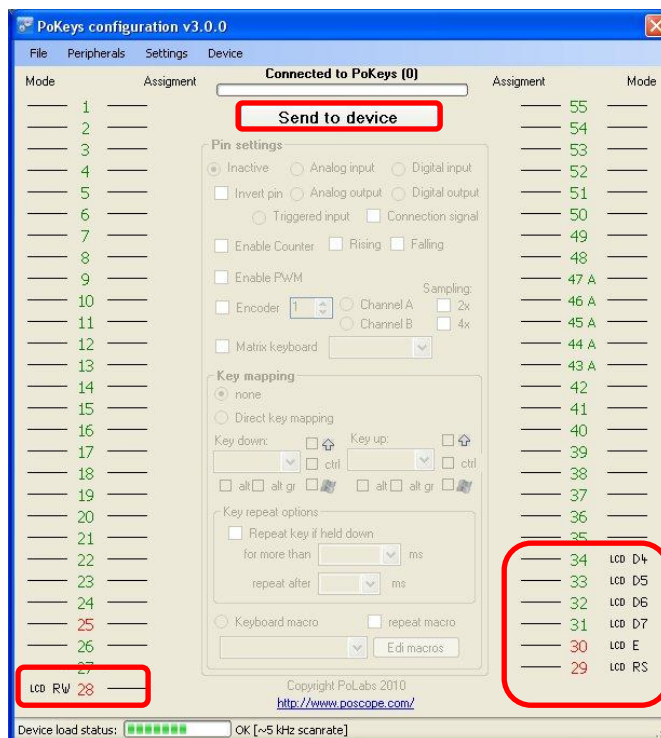 PoKeys configuration v3.0.0
File Peripherals Settings Device
Mode Assigment Connected to PoKeys (0) Assignment Mode
Send to device
1 55
2 54
3 Pin settings 53
4 Inactive Analog input Digital input 52
5 Invert pin Analog output Digital output 51
6 Triggered input Connection signal 50
7 Enable Counter Rising Falling 49
8 48
9 Enable PWM 47 A
Sampling:
10 Encoder 1 Channel A 2x 46 A
11 Channel B 4x 45 A
12 Matrix keyboard 44 A
13 43 A
14 Key mapping 42
none
15 Direct key mapping 41
16 40
17 Key down: Key up: 39
18 ctrl ctrl 38
19 alt alt gr alt alt gr 37
20 Key repeat options 36
21 Repeat key if held down 35
22 for more than ms 34 LCD D4
23 repeat after ms 33 LCD D5
24 32 LCD D6
25 Keyboard macro repeat macro 31 LCD D7
26 Edi macros 30 LCD E
27 29 LCD RS
LCD RW 28 Copyright PoLabs 2010
http://www.poscope.com/
Device load status: OK [~5 kHz scanrate]